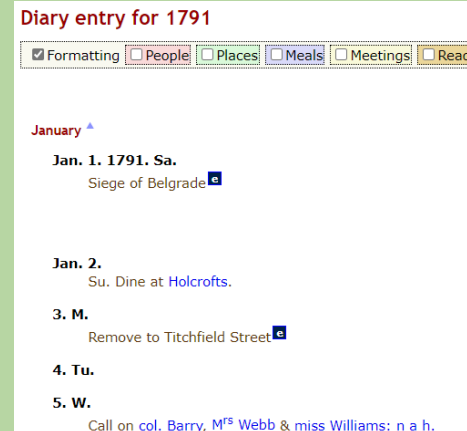 Diary entry for 1791
Formatting People Places Meals Meetings
January
Jan. 1. 1791. Sa.
Siege of Belgrade e
Jan. 2.
Su. Dine at Holcrofts.
3. M.
Remove to Titchfield Street e
4. Tu.
5. W.
Call on col. Barry, Mrs Webb & miss Williams: n a h.